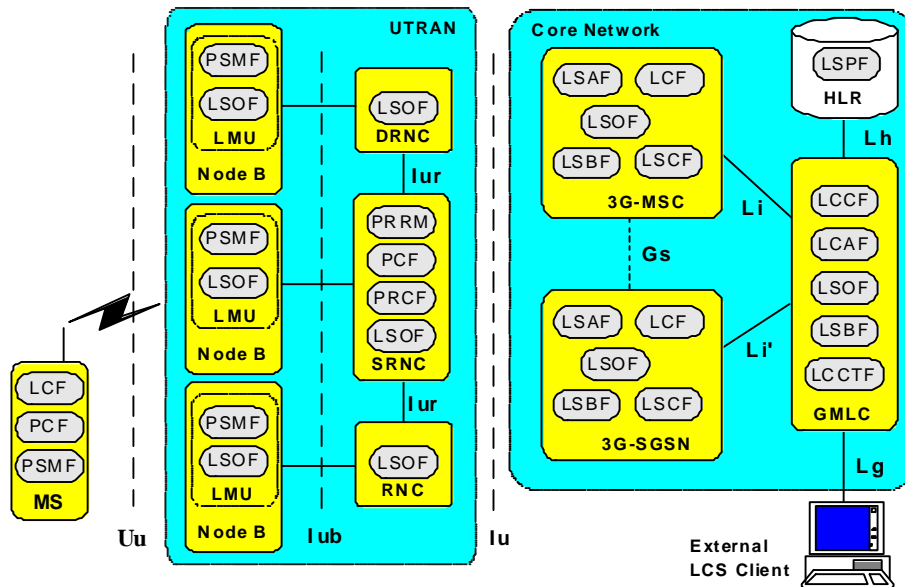 UTRAN
PSMF
LSOF
LMU
Node B
PSMF
LSOF
LMU
Node B
PSMF
LSOF
LMU
Node B
LSOF
DRNC
Iur
PRRM
PCF
PRCF
LSOF
SRNC
Iur
LSOF
RNC
LCF
PCF
PSMF
MS
Uu
Iub
Iu
Core Network
LSAF
LCF
LSOF
LSBF
LSCF
3G-MSC
Gs
LSAF
LCF
LSOF
LSBF
LSCF
3G-SGSN
Li
Li'
LSPF
HLR
Lh
LCCF
LCAF
LSOF
LSBF
LCCTF
GMLC
Lg
External
LCS Client